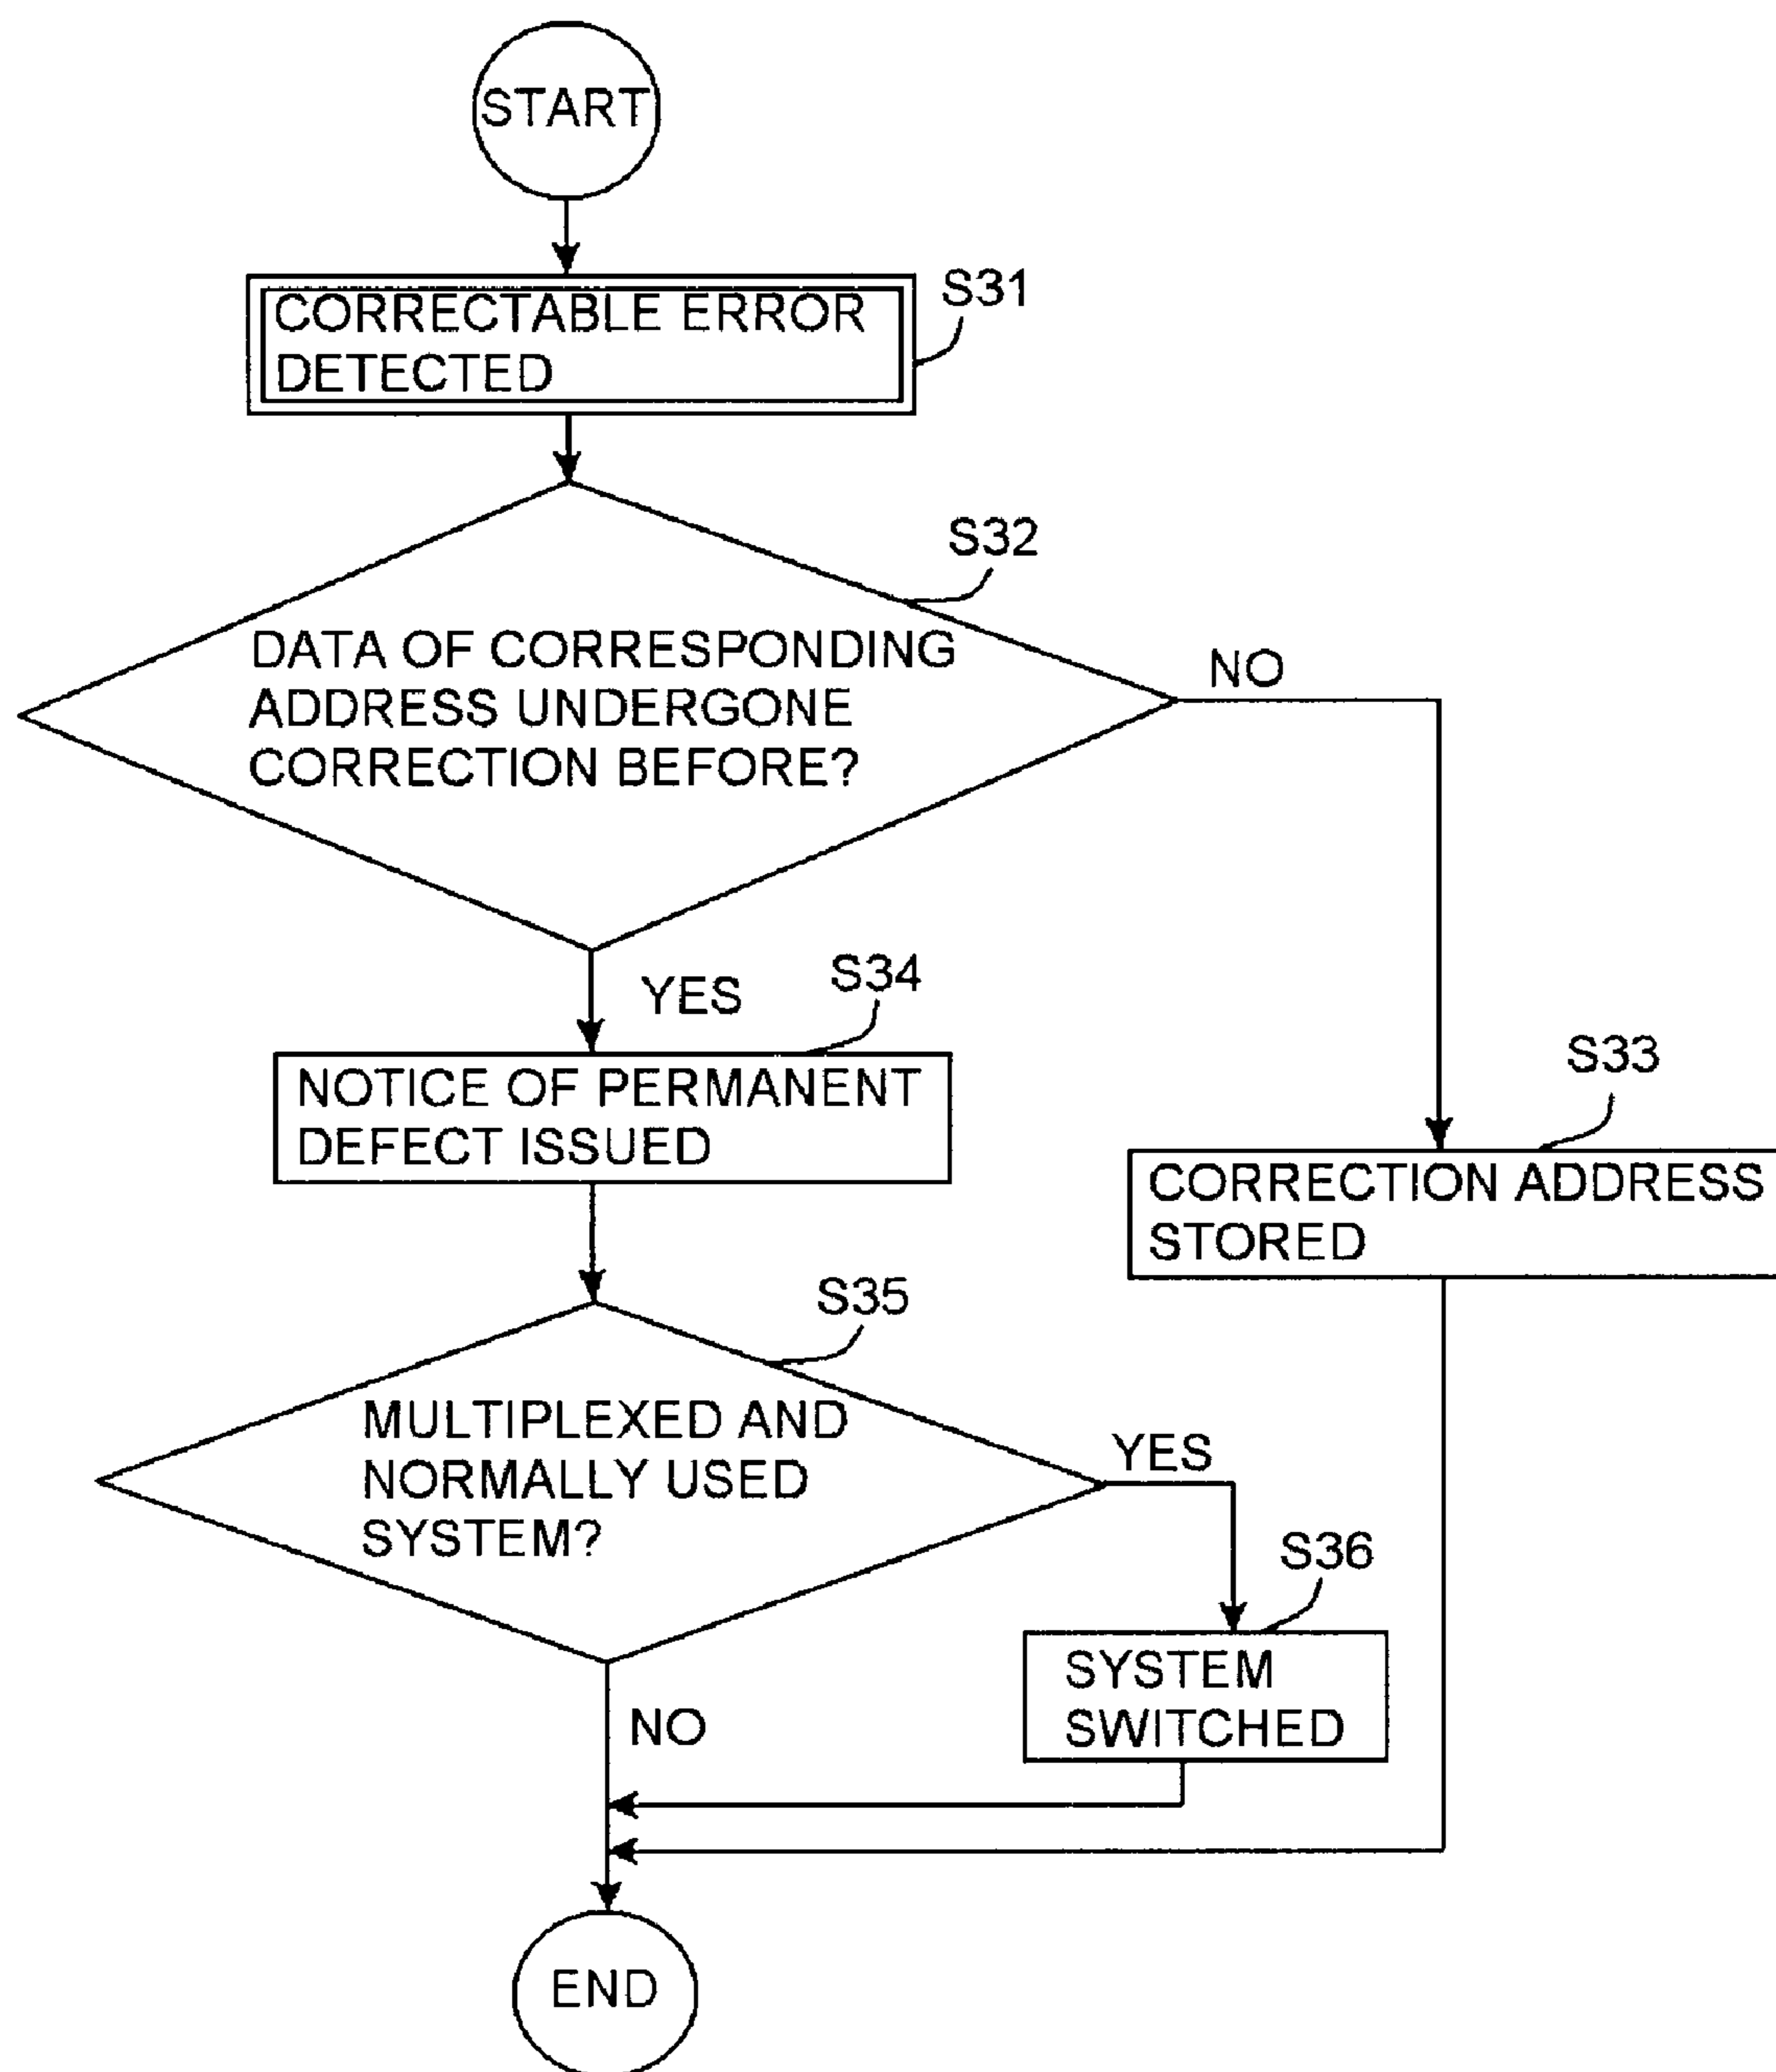 START
CORRECTABLE ERROR
DETECTED
S31
S32
DATA OF CORRESPONDING
ADDRESS UNDERGONE
CORRECTION BEFORE?
NO
YES
S34
NOTICE OF PERMANENT
DEFECT ISSUED
S33
CORRECTION ADDRESS
STORED
S35
MULTIPLEXED AND
NORMALLY USED
SYSTEM?
YES
S36
SYSTEM
SWITCHED
NO
END